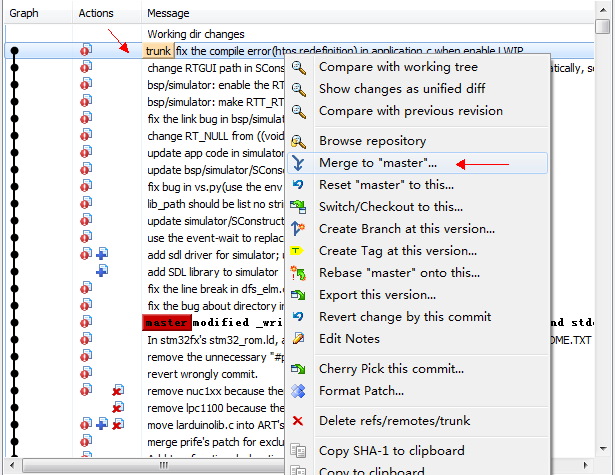 Graph Actions Message
Working dir changes
trunk fix the compile error(htos redefinition) in application.c when enable LWIP
change RTGUI path in SCons
atically, so
bsp/simulator: enable the RT
bsp/simulator: make RTT_RT
fix the link bug in bsp/simula
change RT_NULL from ((void
update app code in simulator
update bsp/simulator/SCons
fix bug in vs.py(use the env
lib_path should be list no strin
update simulator/SConstruct
use the event-wait to replac
add sdl driver for simulator; r
add SDL library to simulator
fix the line break in dfs_elm.c
fix the bug about directory in
master modified _wri
nd stdo
In stm32fx's stm32_rom.ld, a
OME.TXT
remove the unnecessary "#p
revert wrongly commit.
remove nuc1xx because the
remove lpc1100 because the
move larduinolib.c into ART's
merge prife's patch for exclu
Compare with working tree
Show changes as unified diff
Compare with previous revision
Browse repository
Merge to "master"...
Reset "master" to this...
Switch/Checkout to this...
Create Branch at this version...
Create Tag at this version...
Rebase "master" onto this...
Export this version...
Revert change by this commit
Edit Notes
Cherry Pick this commit...
Format Patch...
Delete refs/remotes/trunk
Copy SHA-1 to clipboard
Copy to clipboard